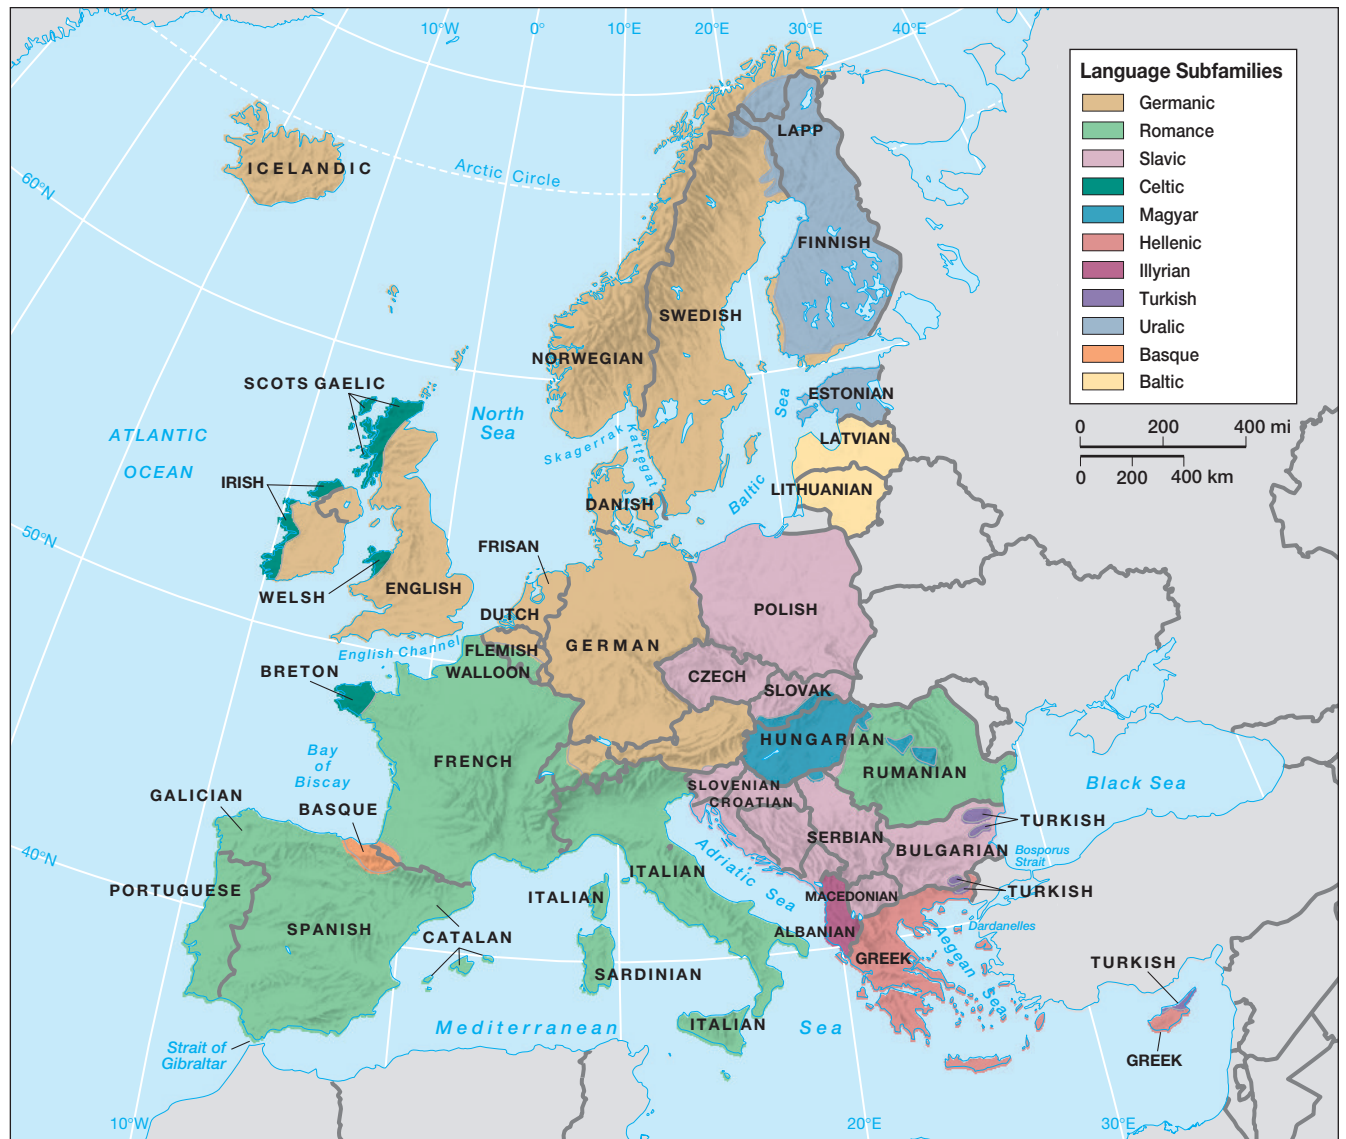 10°W
0°
10°E
20°E
30°E
40°E
Language Subfamilies
Germanic
Romance
Slavic
Celtic
Magyar
Hellenic
Illyrian
Turkish
Uralic
Basque
Baltic
0 200 400 mi
0 200 400 km
60°N
50°N
40°N
10°W
20°E
30°E
Arctic Circle
ICELANDIC
LAPP
FINNISH
SWEDISH
NORWEGIAN
SCOTS GAELIC
North
Sea
ATLANTIC
OCEAN
Skagerrak
Kattegat
Baltic
Sea
ESTONIAN
LATVIAN
LITHUANIAN
IRISH
DANISH
FRISAN
WELSH
ENGLISH
DUTCH
POLISH
English Channel
FLEMISH
GERMAN
WALLOON
BRETON
CZECH
SLOVAK
Bay
of
Biscay
FRENCH
HUNGARIAN
RUMANIAN
Black Sea
SLOVENIAN
CROATIAN
GALICIAN
BASQUE
SERBIAN
TURKISH
BULGARIAN
Bosporus
Strait
Adriatic Sea
ITALIAN
PORTUGUESE
ITALIAN
MACEDONIAN
TURKISH
SPANISH
CATALAN
ALBANIAN
Dardanelles
GREEK
Aegean Sea
SARDINIAN
TURKISH
Mediterranean
Sea
ITALIAN
Strait of
Gibraltar
GREEK